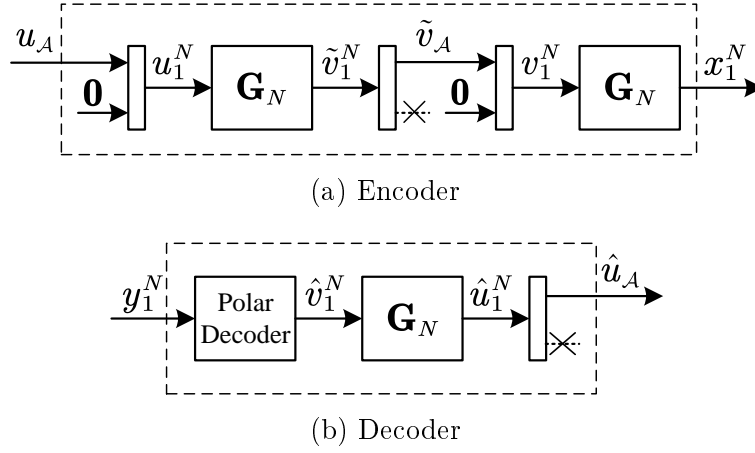 u_𝒜 0 u_1^N G_N ṽ_1^N ṽ_𝒜 0 v_1^N G_N x_1^N
(a) Encoder
y_1^N Polar Decoder v̂_1^N G_N û_1^N û_𝒜
(b) Decoder